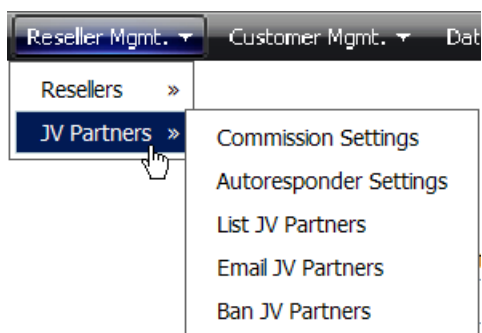 Reseller Mgmt. ▼ Customer Mgmt. ▼ Dat
Resellers »
JV Partners »
Commission Settings
Autoresponder Settings
List JV Partners
Email JV Partners
Ban JV Partners